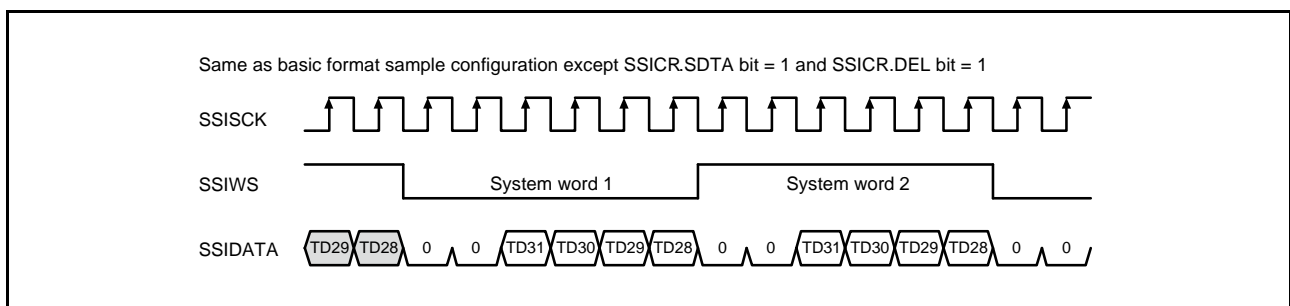 Same as basic format sample configuration except SSICR.SDTA bit = 1 and SSICR.DEL bit = 1
SSISCK
SSIWS System word 1 System word 2
SSIDATA TD29 TD28 0 0 TD31 TD30 TD29 TD28 0 0 TD31 TD30 TD29 TD28 0 0